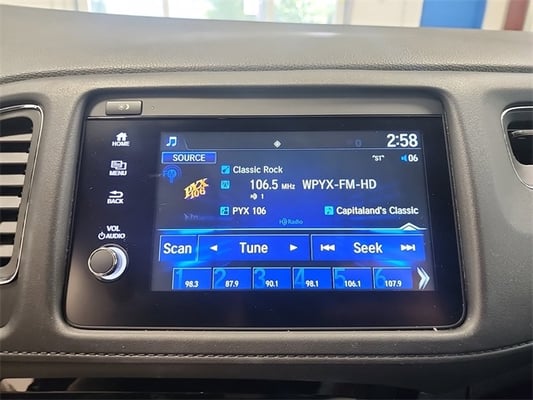 2:58
HOME
SOURCE
"ST"
06
Classic Rock
MENU
106.5 MHz WPYX-FM-HD
PYX 106
1
BACK
PYX 106
Capitaland's Classic
HD Radio
VOL
AUDIO
Scan
Tune
Seek
1 2 3 4 5 6
98.3 87.9 90.1 98.1 106.1 107.9